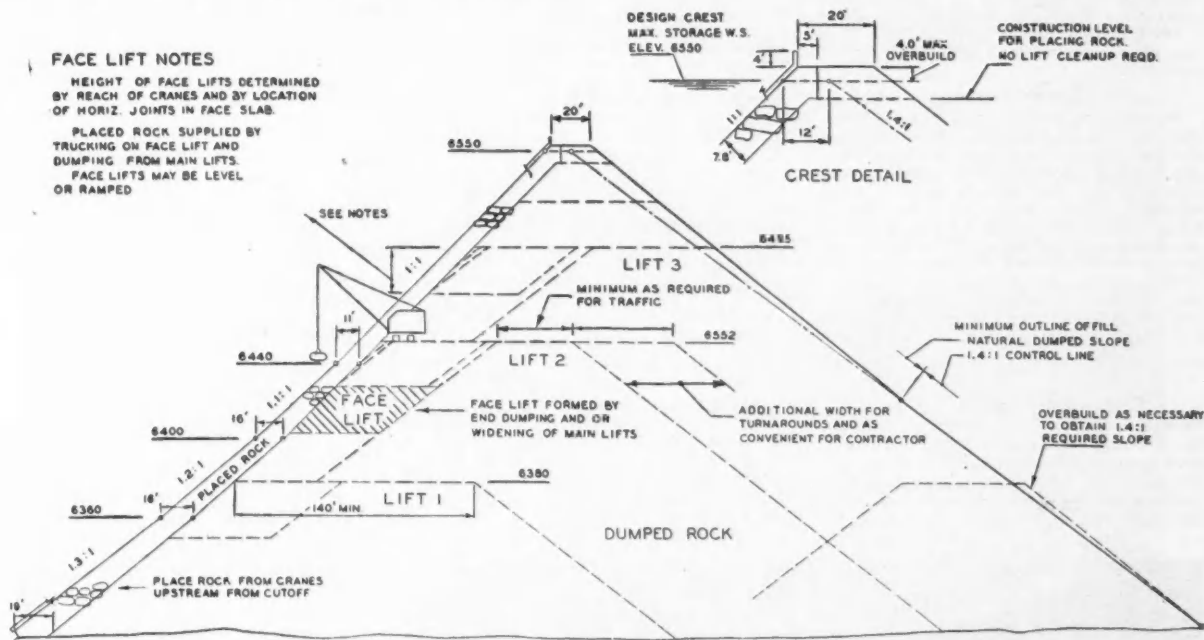 FACE LIFT NOTES
HEIGHT OF FACE LIFTS DETERMINED
BY REACH OF CRANES AND BY LOCATION
OF HORIZ. JOINTS IN FACE SLAB.
PLACED ROCK SUPPLIED BY
TRUCKING ON FACE LIFT AND
DUMPING FROM MAIN LIFTS.
FACE LIFTS MAY BE LEVEL
OR RAMPED
DESIGN CREST
MAX. STORAGE W.S.
ELEV. 6550
20'
5'
4'
4.0' MAX
OVERBUILD
CONSTRUCTION LEVEL
FOR PLACING ROCK.
NO LIFT CLEANUP REQD.
1:1
1.4:1
12'
7.8'
CREST DETAIL
20'
6550
SEE NOTES
1:1
6495
LIFT 3
MINIMUM AS REQUIRED
FOR TRAFFIC
11'
6440
6552
LIFT 2
MINIMUM OUTLINE OF FILL
NATURAL DUMPED SLOPE
1.4:1 CONTROL LINE
1.1:1
FACE
LIFT
FACE LIFT FORMED BY
END DUMPING AND OR
WIDENING OF MAIN LIFTS
ADDITIONAL WIDTH FOR
TURNAROUNDS AND AS
CONVENIENT FOR CONTRACTOR
OVERBUILD AS NECESSARY
TO OBTAIN 1.4:1
REQUIRED SLOPE
16'
6400
1.2:1
PLACED ROCK
6380
LIFT 1
140' MIN.
16'
6360
DUMPED ROCK
1.3:1
PLACE ROCK FROM CRANES
UPSTREAM FROM CUTOFF
19'